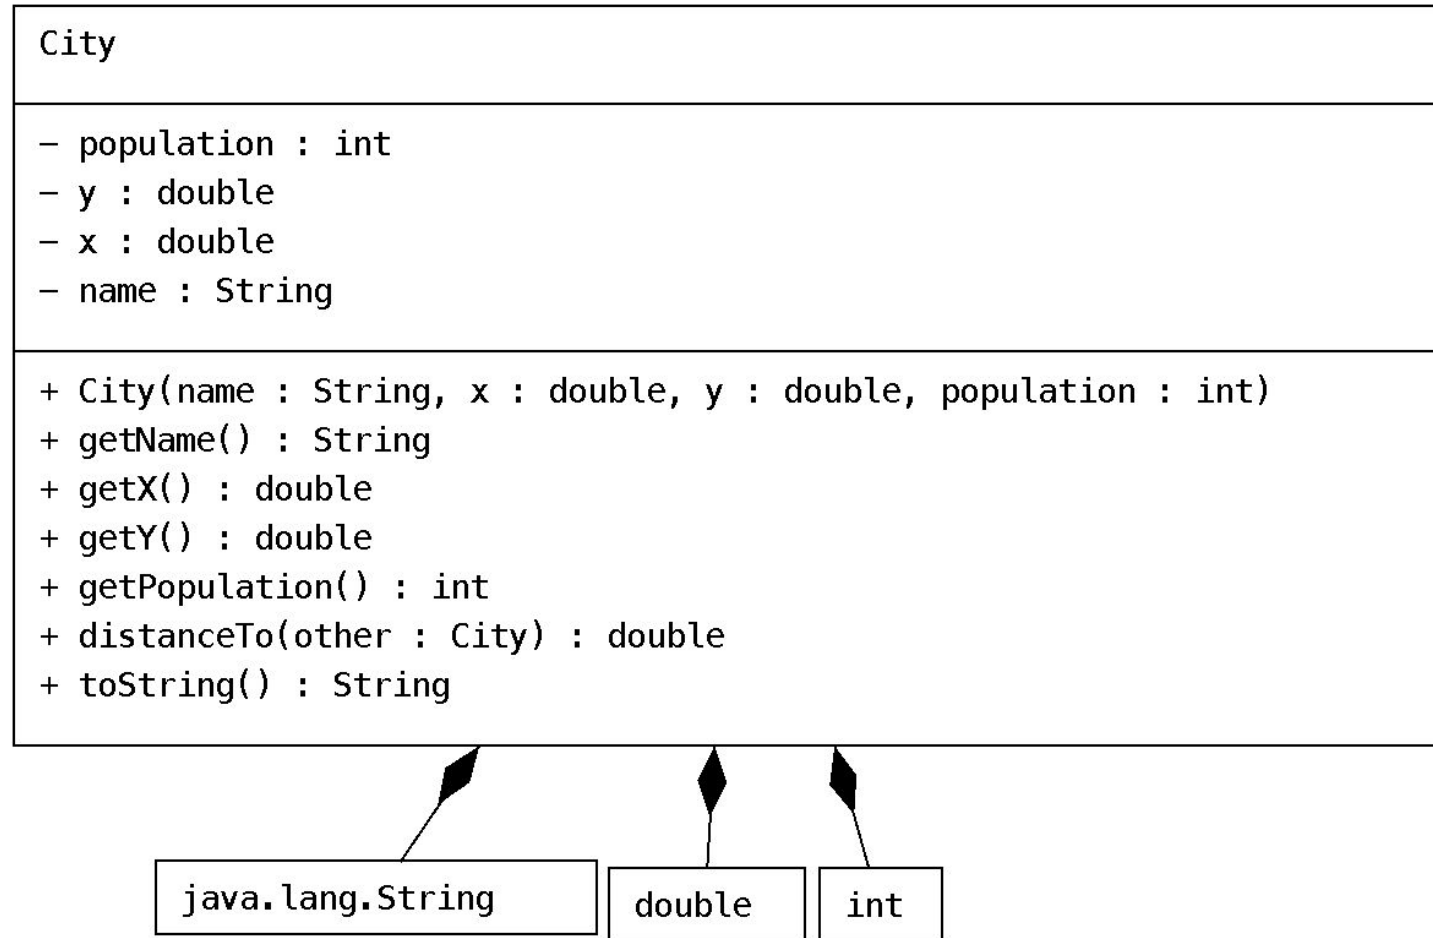 City
− population : int
− y : double
− x : double
− name : String
+ City(name : String, x : double, y : double, population : int)
+ getName() : String
+ getX() : double
+ getY() : double
+ getPopulation() : int
+ distanceTo(other : City) : double
+ toString() : String
java.lang.String
double
int